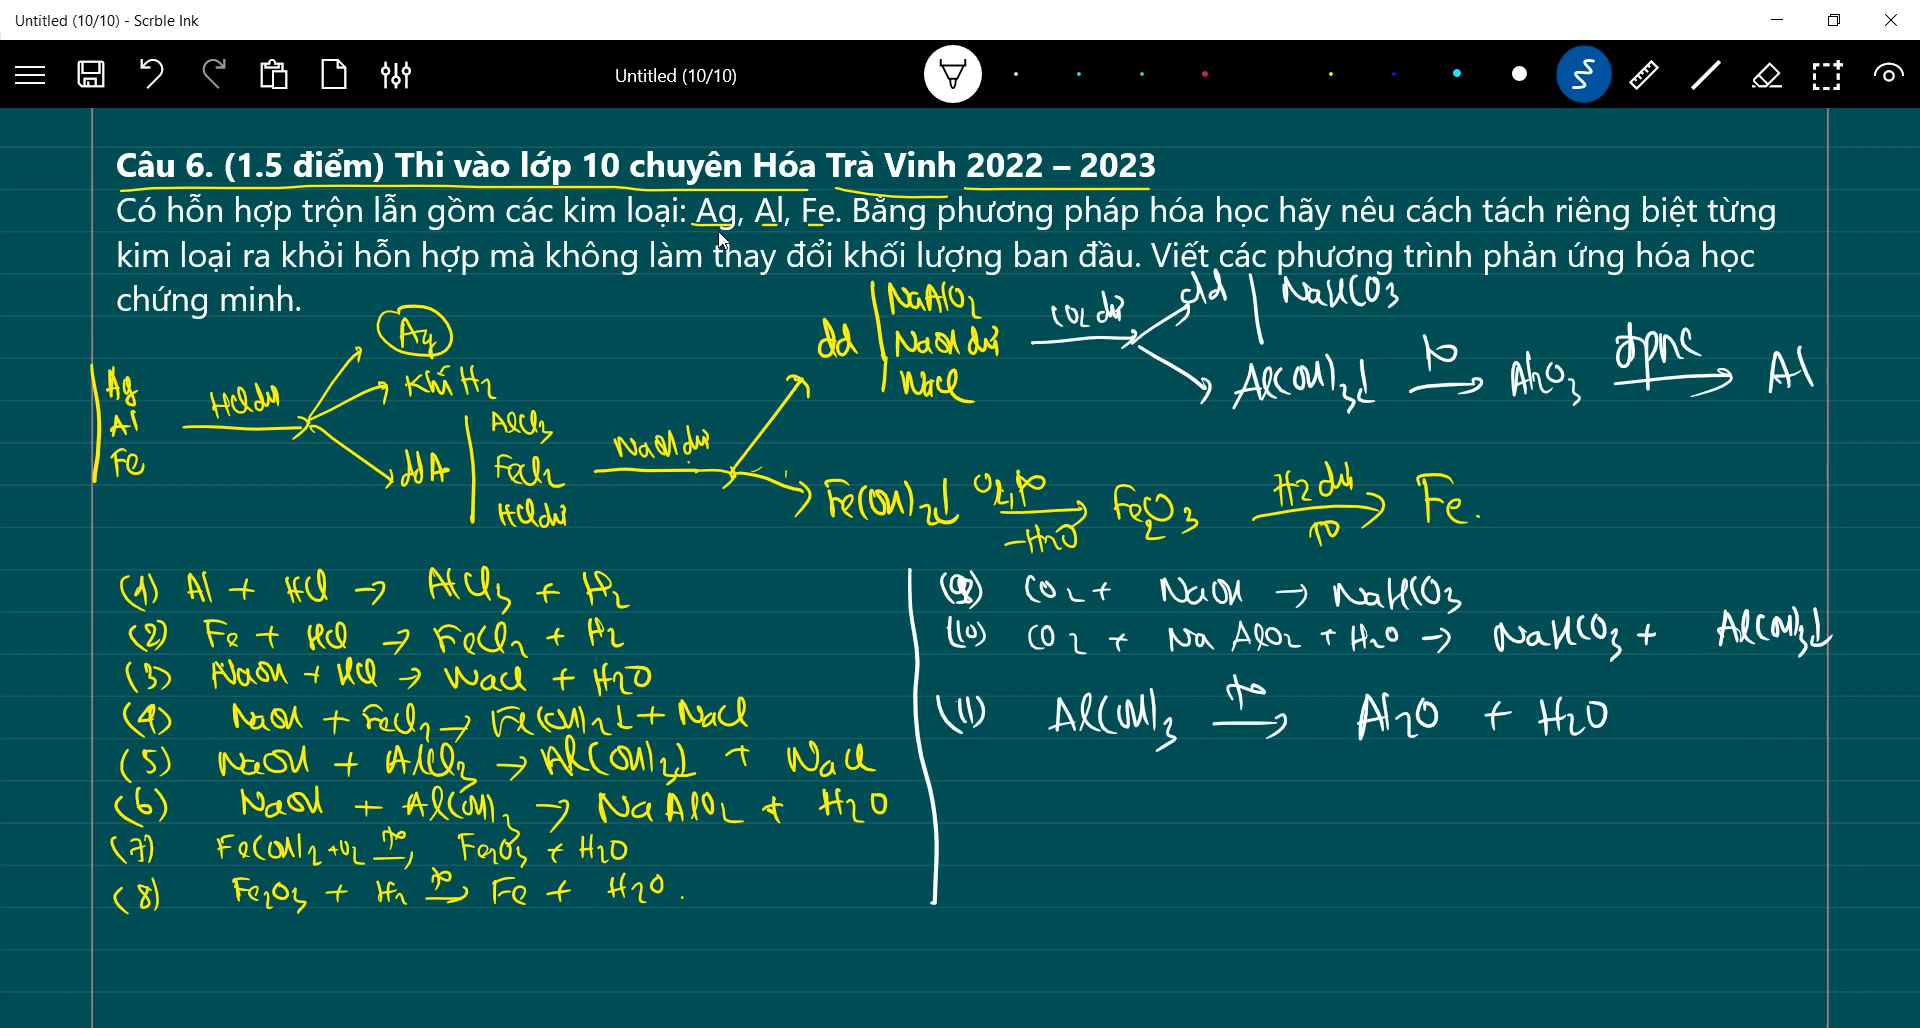 Untitled (10/10) - Scrble Ink
Untitled (10/10)
Câu 6. (1.5 điểm) Thi vào lớp 10 chuyên Hóa Trà Vinh 2022 – 2023
Có hỗn hợp trộn lẫn gồm các kim loại: Ag, Al, Fe. Bằng phương pháp hóa học hãy nêu cách tách riêng biệt từng
kim loại ra khỏi hỗn hợp mà không làm thay đổi khối lượng ban đầu. Viết các phương trình phản ứng hóa học
chứng minh.
Ag
Al
Fe
HCl dư
Ag
Khí H2
dd A
AlCl3
FeCl2
HCl dư
NaOH dư
dd
NaAlO2
NaOH dư
NaCl
CO2 dư
dd
NaHCO3
Al(OH)3↓ t° Al2O3 đpnc Al
Fe(OH)2↓ O2, t° -H2O Fe2O3 H2 dư t° Fe.
(1) Al + HCl → AlCl3 + H2
(2) Fe + HCl → FeCl2 + H2
(3) NaOH + HCl → NaCl + H2O
(4) NaOH + FeCl2 → Fe(OH)2↓ + NaCl
(5) NaOH + AlCl3 → Al(OH)3↓ + NaCl
(6) NaOH + Al(OH)3 → NaAlO2 + H2O
(7) Fe(OH)2 + O2 t° → Fe2O3 + H2O
(8) Fe2O3 + H2 t° → Fe + H2O.
(9) CO2 + NaOH → NaHCO3
(10) CO2 + NaAlO2 + H2O → NaHCO3 + Al(OH)3↓
(11) Al(OH)3 t° → Al2O + H2O